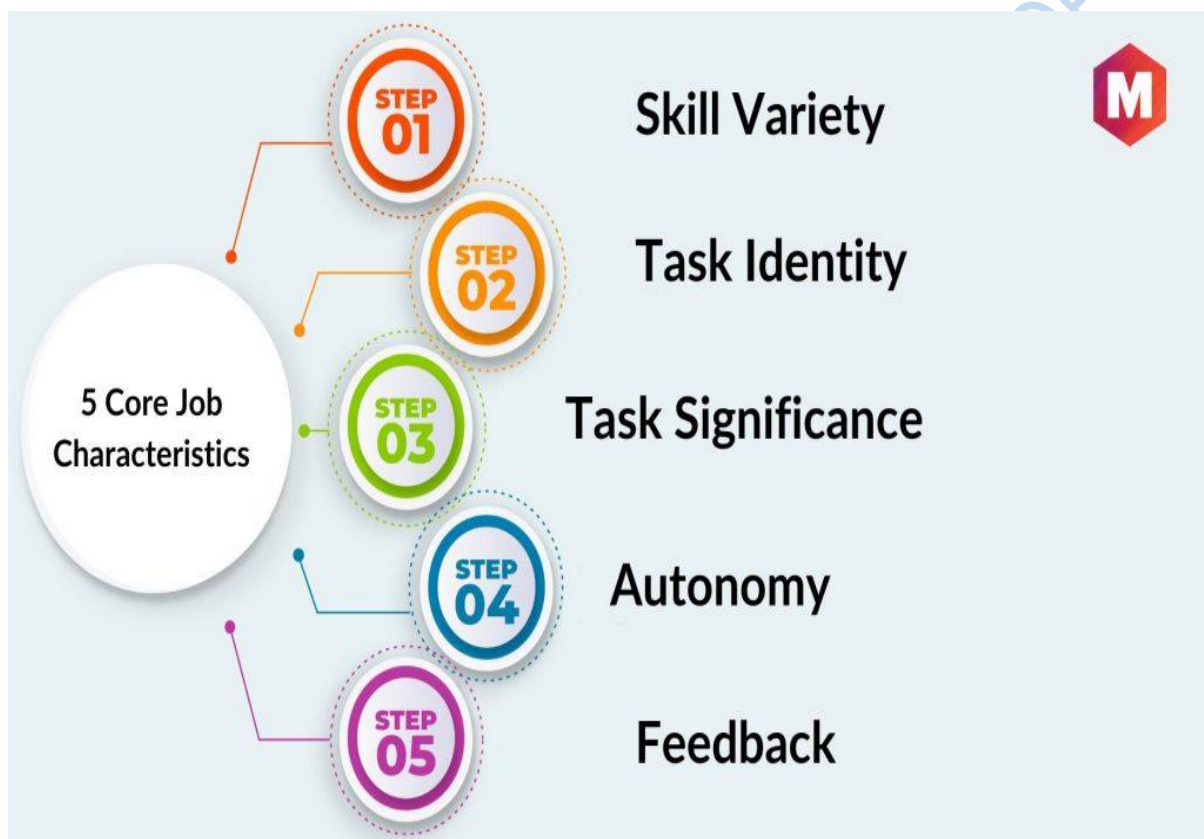 5 Core Job
Characteristics
STEP
01
Skill Variety
STEP
02
Task Identity
STEP
03
Task Significance
STEP
04
Autonomy
STEP
05
Feedback
M